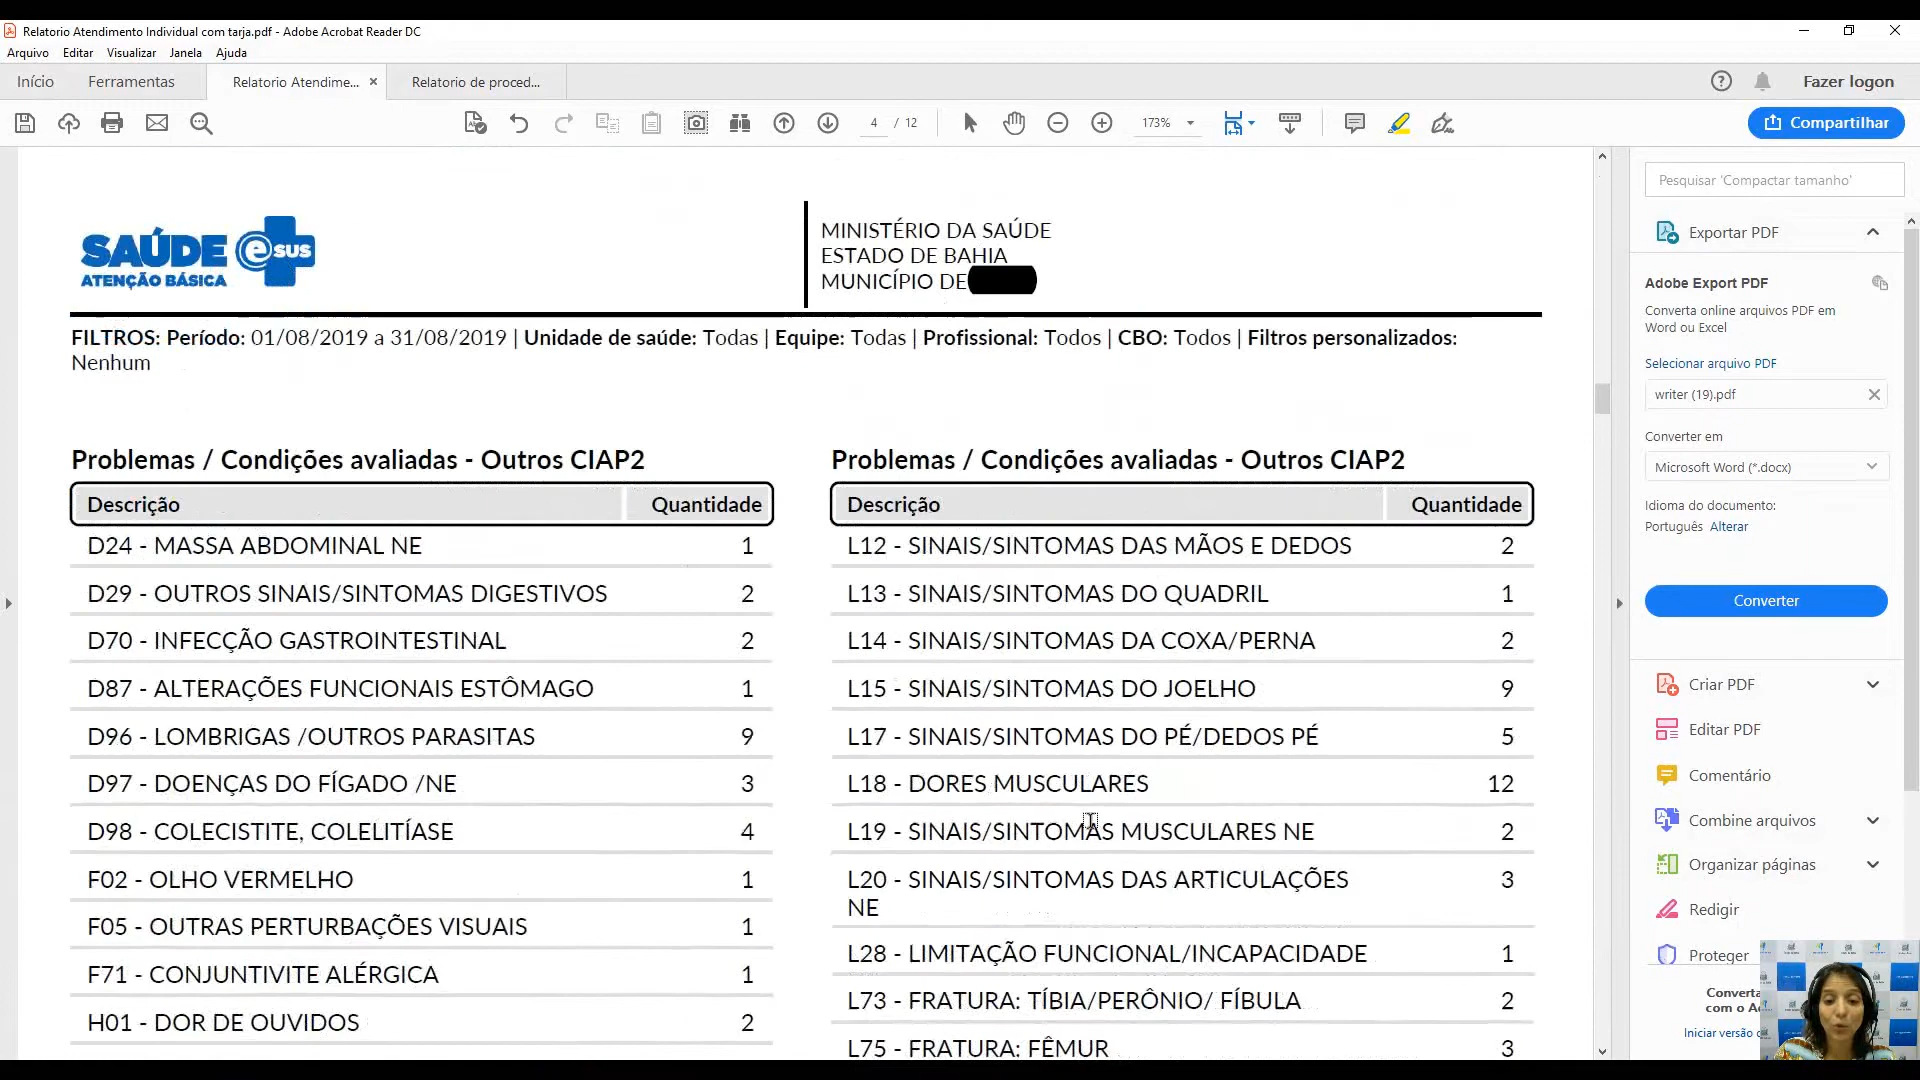 Relatorio Atendimento Individual com tarja.pdf - Adobe Acrobat Reader DC
Arquivo Editar Visualizar Janela Ajuda
Início Ferramentas Relatorio Atendime... × Relatorio de proced... Fazer logon
4 / 12 173% Compartilhar
SAÚDE
e SUS
ATENÇÃO BÁSICA
MINISTÉRIO DA SAÚDE
ESTADO DE BAHIA
MUNICÍPIO DE
FILTROS: Período: 01/08/2019 a 31/08/2019 | Unidade de saúde: Todas | Equipe: Todas | Profissional: Todos | CBO: Todos | Filtros personalizados:
Nenhum
Problemas / Condições avaliadas - Outros CIAP2
Descrição Quantidade
D24 - MASSA ABDOMINAL NE 1
D29 - OUTROS SINAIS/SINTOMAS DIGESTIVOS 2
D70 - INFECÇÃO GASTROINTESTINAL 2
D87 - ALTERAÇÕES FUNCIONAIS ESTÔMAGO 1
D96 - LOMBRIGAS /OUTROS PARASITAS 9
D97 - DOENÇAS DO FÍGADO /NE 3
D98 - COLECISTITE, COLELITÍASE 4
F02 - OLHO VERMELHO 1
F05 - OUTRAS PERTURBAÇÕES VISUAIS 1
F71 - CONJUNTIVITE ALÉRGICA 1
H01 - DOR DE OUVIDOS 2
Problemas / Condições avaliadas - Outros CIAP2
Descrição Quantidade
L12 - SINAIS/SINTOMAS DAS MÃOS E DEDOS 2
L13 - SINAIS/SINTOMAS DO QUADRIL 1
L14 - SINAIS/SINTOMAS DA COXA/PERNA 2
L15 - SINAIS/SINTOMAS DO JOELHO 9
L17 - SINAIS/SINTOMAS DO PÉ/DEDOS PÉ 5
L18 - DORES MUSCULARES 12
L19 - SINAIS/SINTOMAS MUSCULARES NE 2
L20 - SINAIS/SINTOMAS DAS ARTICULAÇÕES 3
NE
L28 - LIMITAÇÃO FUNCIONAL/INCAPACIDADE 1
L73 - FRATURA: TÍBIA/PERÔNIO/ FÍBULA 2
L75 - FRATURA: FÊMUR 3
Pesquisar 'Compactar tamanho'
Exportar PDF
Adobe Export PDF
Converta online arquivos PDF em
Word ou Excel
Selecionar arquivo PDF
writer (19).pdf
Converter em
Microsoft Word (*.docx)
Idioma do documento:
Português Alterar
Converter
Criar PDF
Editar PDF
Comentário
Combine arquivos
Organizar páginas
Redigir
Proteger
Converta
com o A
Iniciar versão